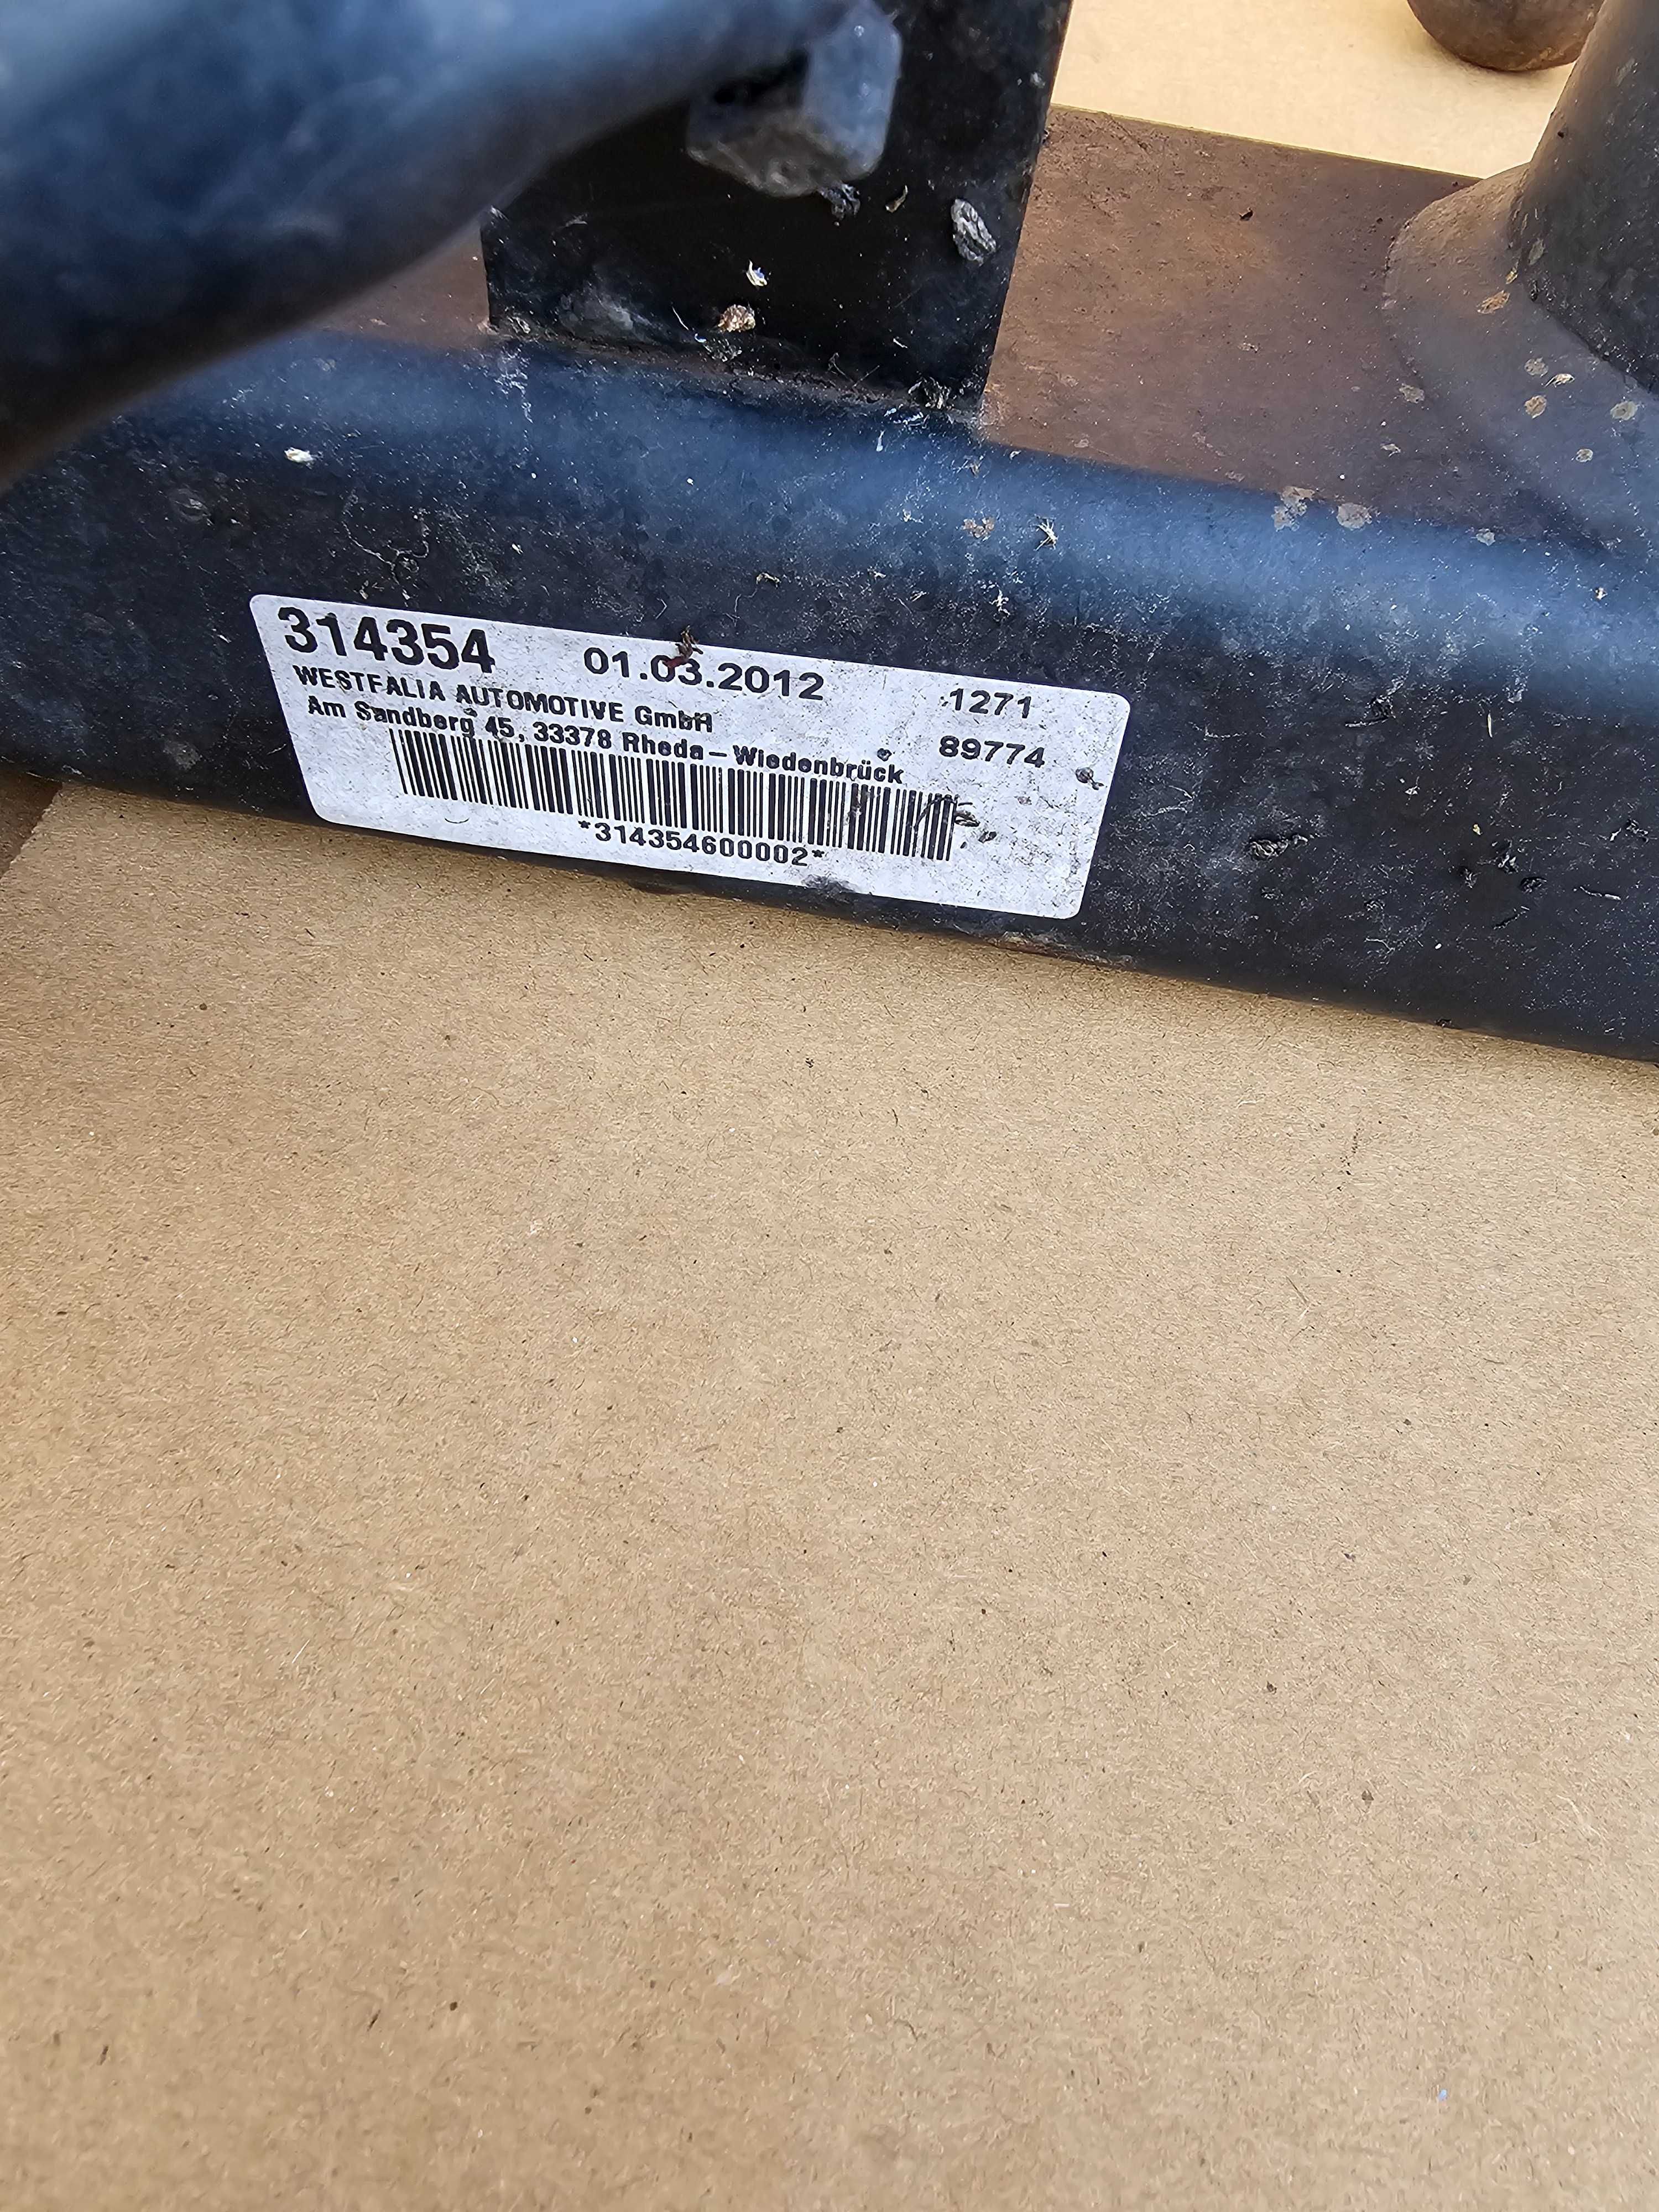 314354 01.03.2012 1271
WESTFALIA AUTOMOTIVE GmbH
Am Sandberg 45, 33378 Rheda-Wiedenbrück 89774
*314354600002*